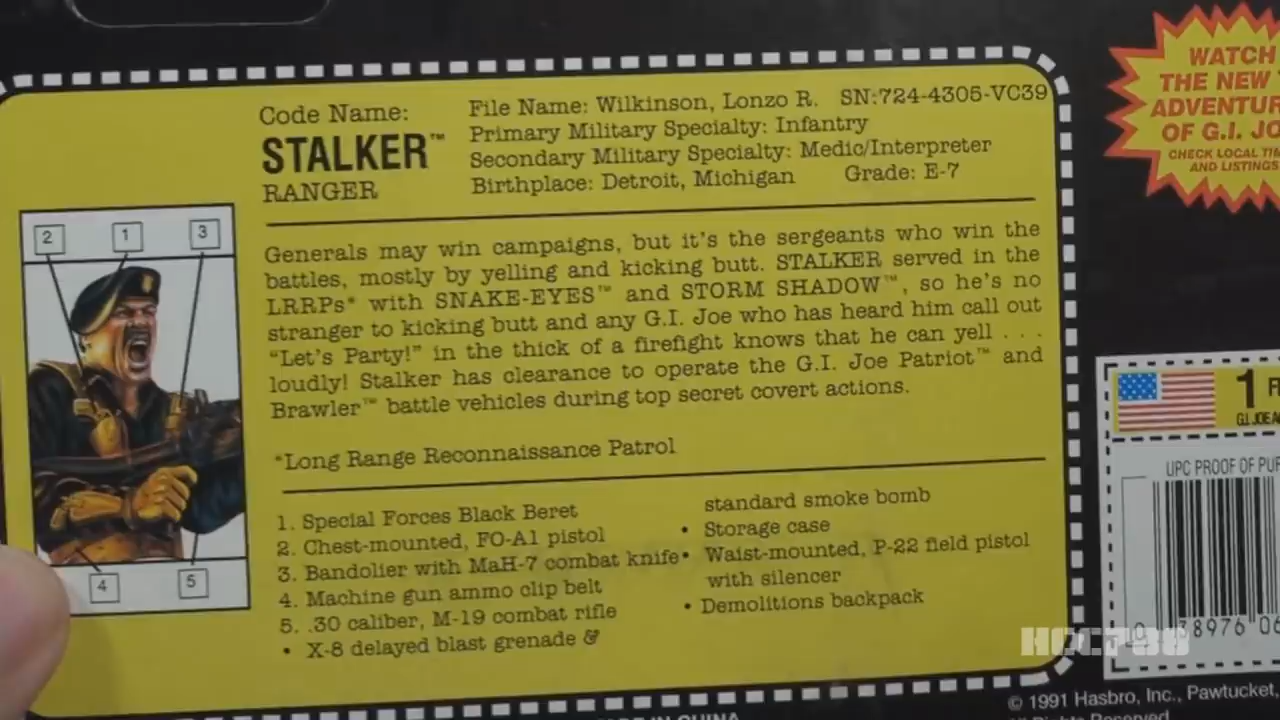 Code Name:
STALKER™
RANGER
File Name: Wilkinson, Lonzo R. SN:724-4305-VC39
Primary Military Specialty: Infantry
Secondary Military Specialty: Medic/Interpreter
Birthplace: Detroit, Michigan Grade: E-7
2 1 3
4 5
Generals may win campaigns, but it's the sergeants who win the
battles, mostly by yelling and kicking butt. STALKER served in the
LRRPs* with SNAKE-EYES™ and STORM SHADOW™, so he's no
stranger to kicking butt and any G.I. Joe who has heard him call out
"Let's Party!" in the thick of a firefight knows that he can yell . . .
loudly! Stalker has clearance to operate the G.I. Joe Patriot™ and
Brawler™ battle vehicles during top secret covert actions.
*Long Range Reconnaissance Patrol
1. Special Forces Black Beret
2. Chest-mounted, FO-A1 pistol
3. Bandolier with MaH-7 combat knife
4. Machine gun ammo clip belt
5. .30 caliber, M-19 combat rifle
• X-8 delayed blast grenade &
standard smoke bomb
• Storage case
• Waist-mounted, P-22 field pistol
with silencer
• Demolitions backpack
WATCH
THE NEW
ADVENTUR
OF G.I. JO
CHECK LOCAL TIM
AND LISTINGS
1 F
G.I. JOE A
UPC PROOF OF PUR
0 38976 06
HCC788
© 1991 Hasbro, Inc., Pawtucket,
Reserved
IN CHINA